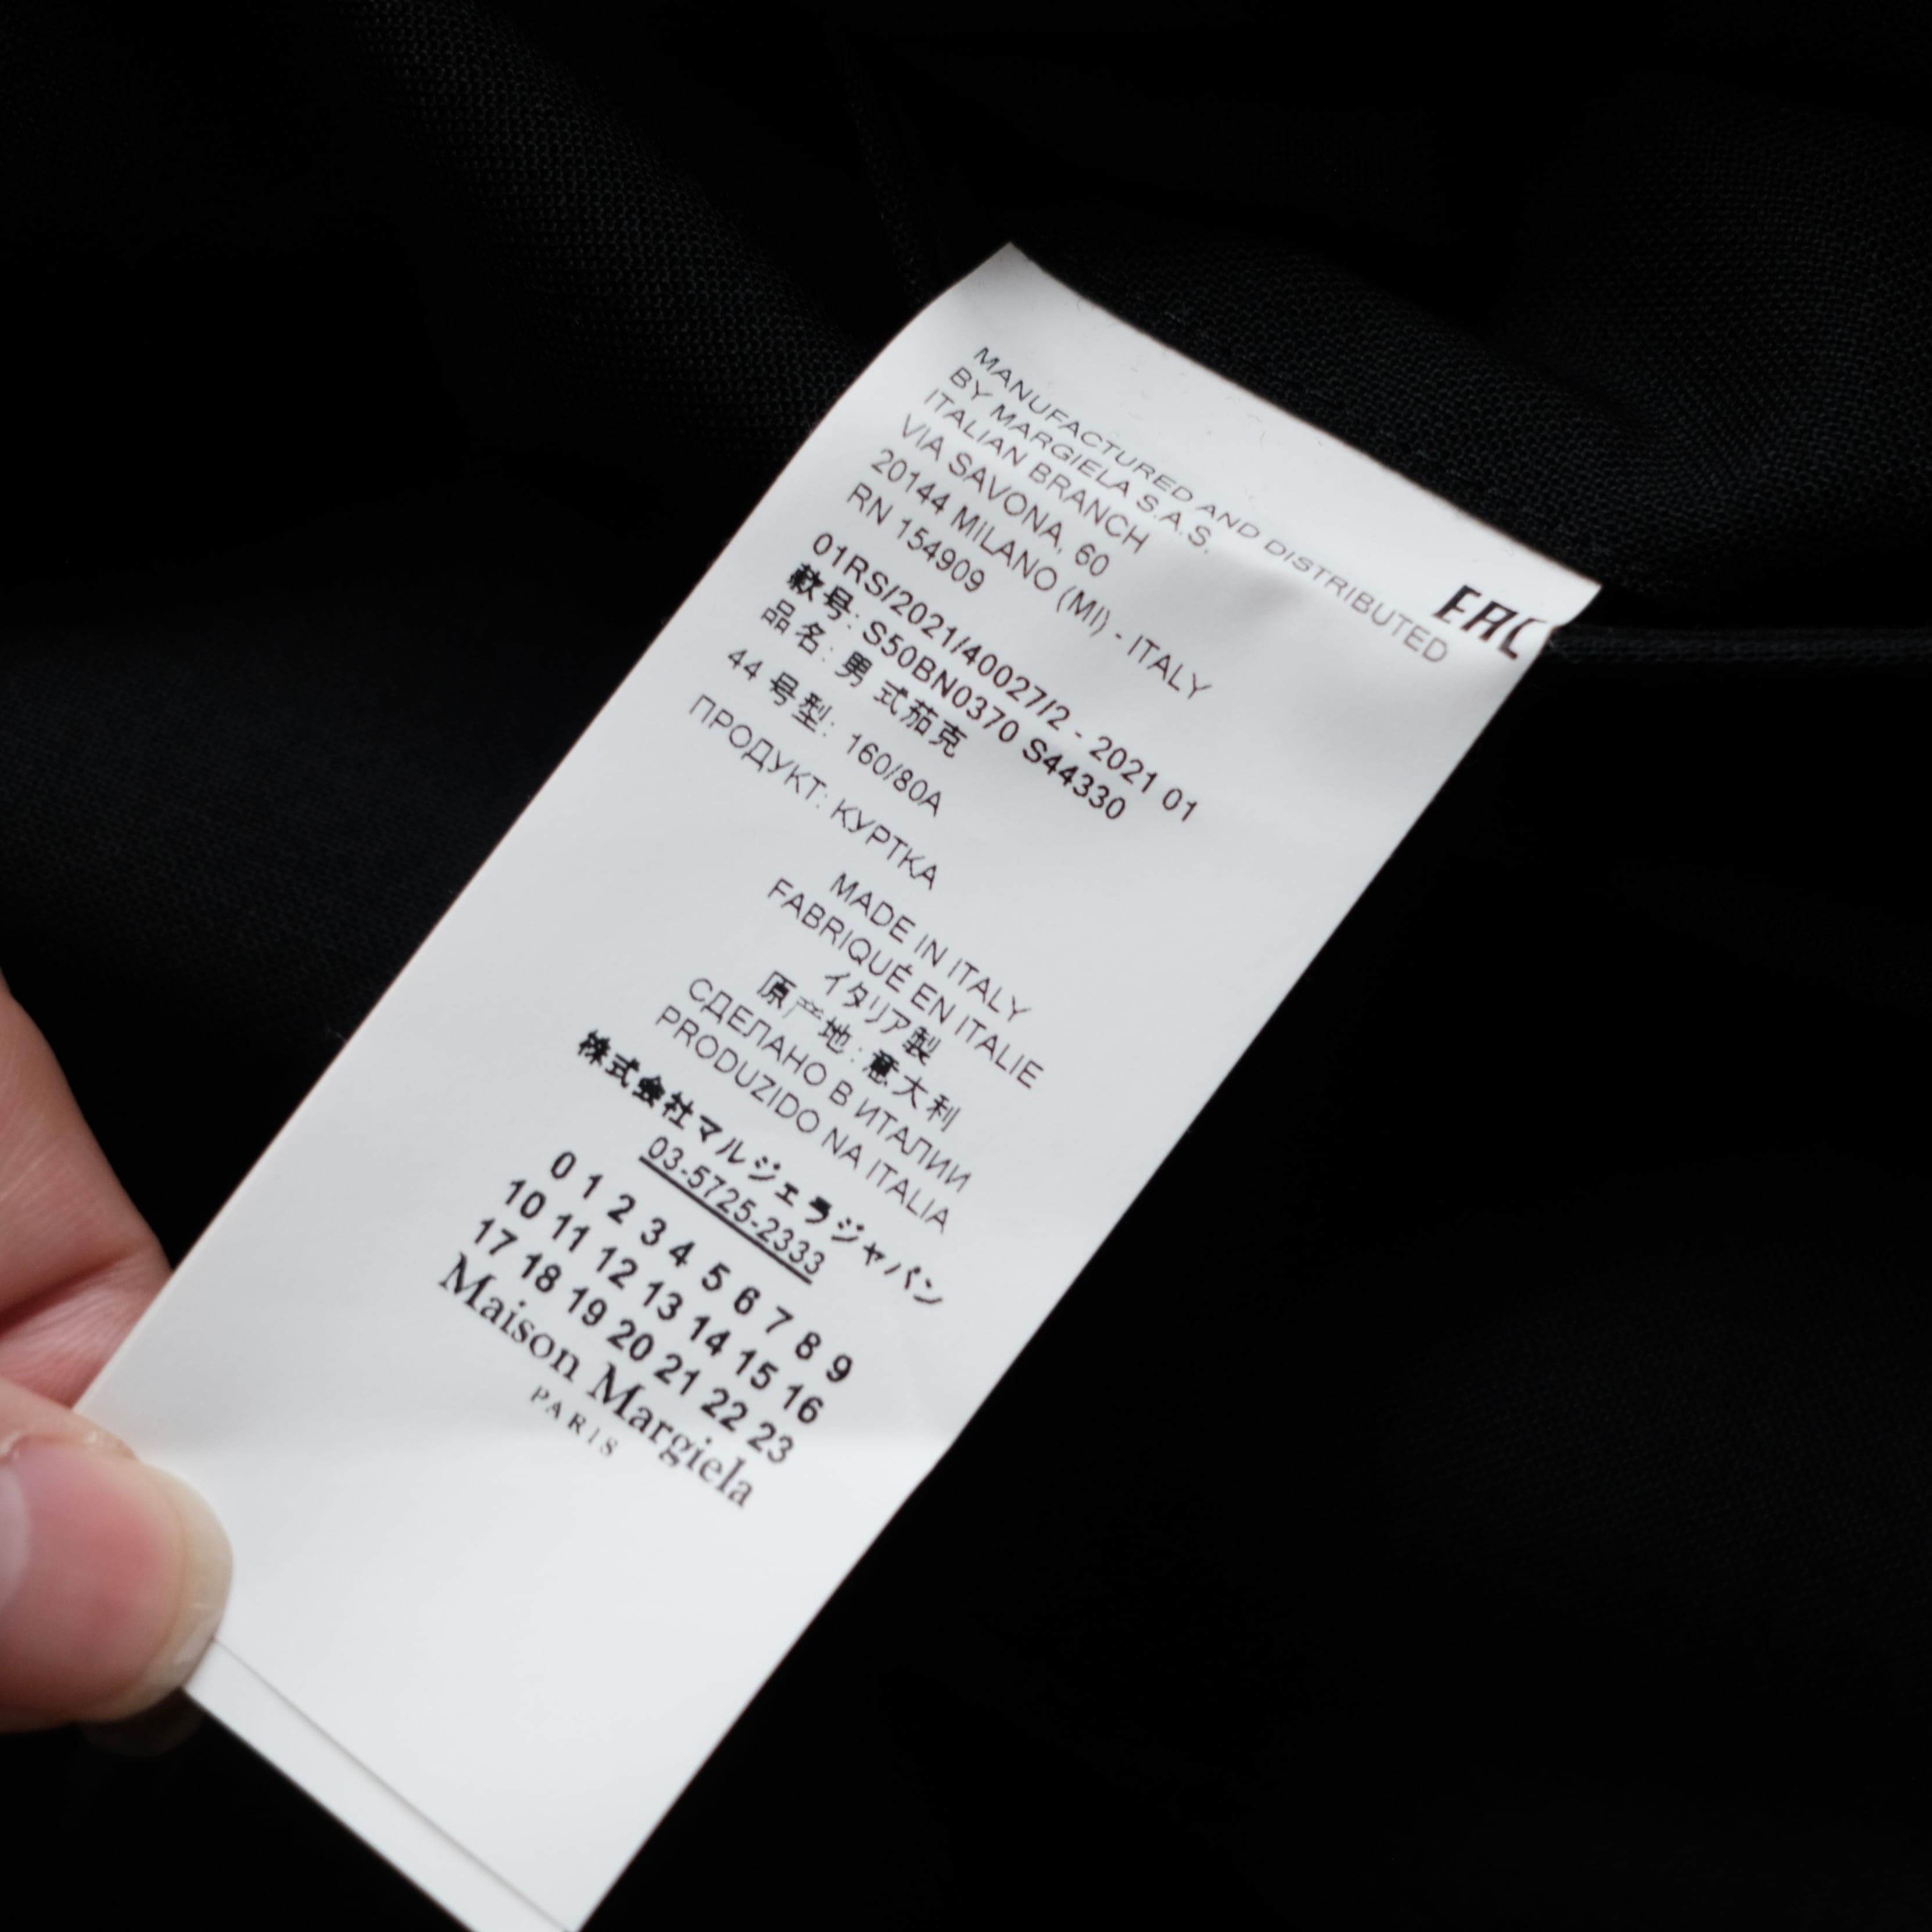 EAC
MANUFACTURED AND DISTRIBUTED
BY MARGIELA S.A.S.
ITALIAN BRANCH
VIA SAVONA, 60
20144 MILANO (MI) - ITALY
RN 154909
01RS/2021/40027/2 - 2021 01
款号: S50BN0370 S44330
品名: 男 式茄克
44 号型: 160/80A
ПРОДУКТ: КУРТКА
MADE IN ITALY
FABRIQUÉ EN ITALIE
イタリア製
原产地: 意大利
СДЕЛАНО В ИТАЛИИ
PRODUZIDO NA ITALIA
株式会社マルジェラジャパン
03-5725-2333
0 1 2 3 4 5 6 7 8 9
10 11 12 13 14 15 16
17 18 19 20 21 22 23
Maison Margiela
PARIS